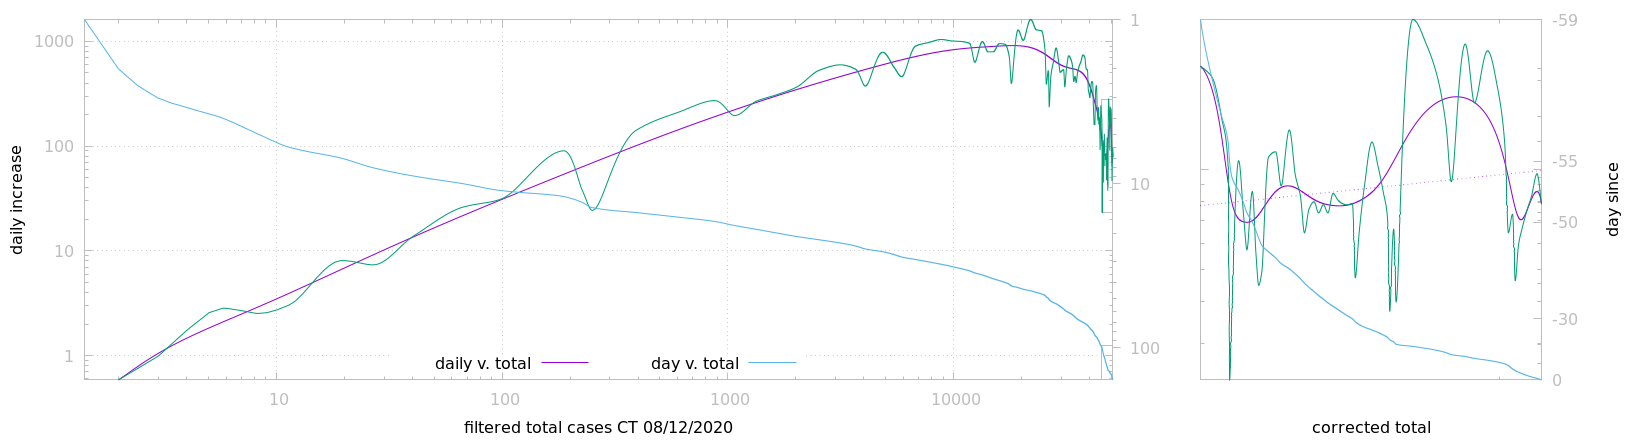 daily increase
1000
100
10
1
10
100
1000
10000
filtered total cases CT 08/12/2020
daily v. total
day v. total
1
10
100
-59
-55
-50
-30
0
day since
corrected total